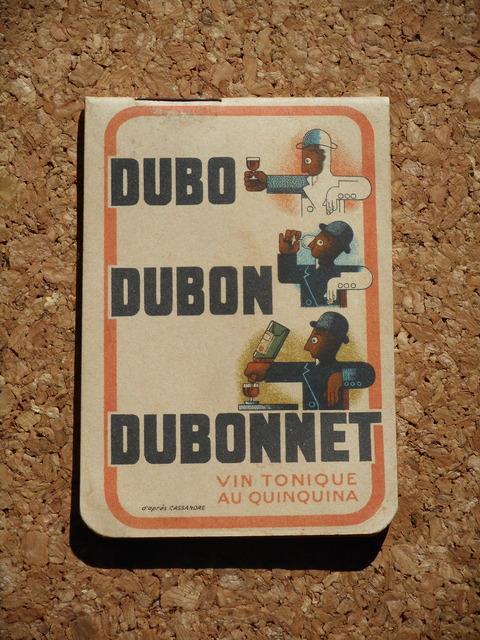 DUBO
DUBON
DUBONNET
VIN TONIQUE
AU QUINQUINA
d'après CASSANDRE